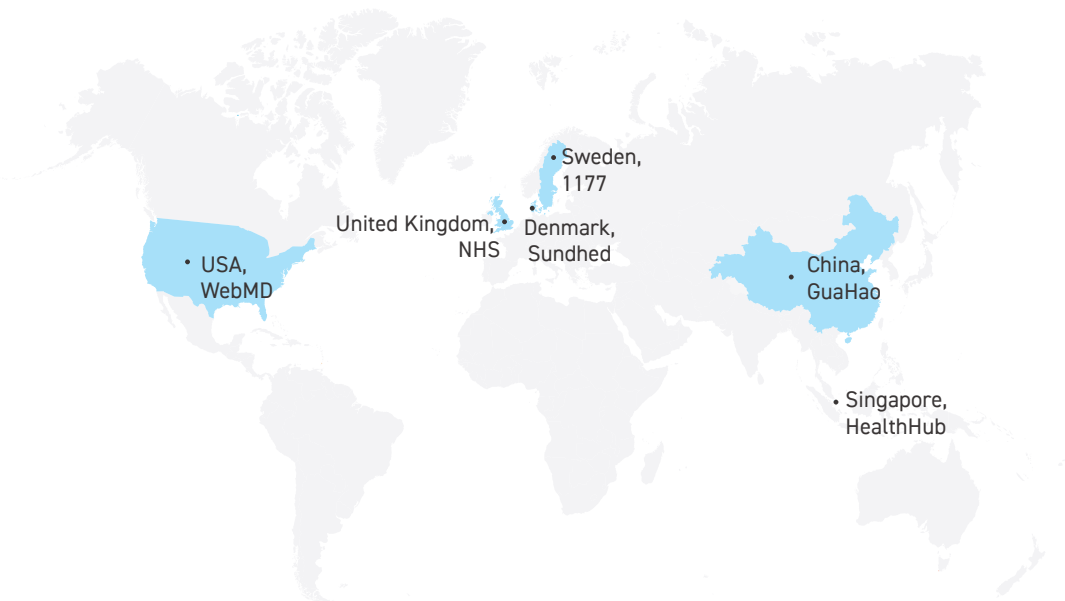 Sweden,
1177
United Kingdom,
NHS
Denmark,
Sundhed
USA,
WebMD
China,
GuaHao
Singapore,
HealthHub